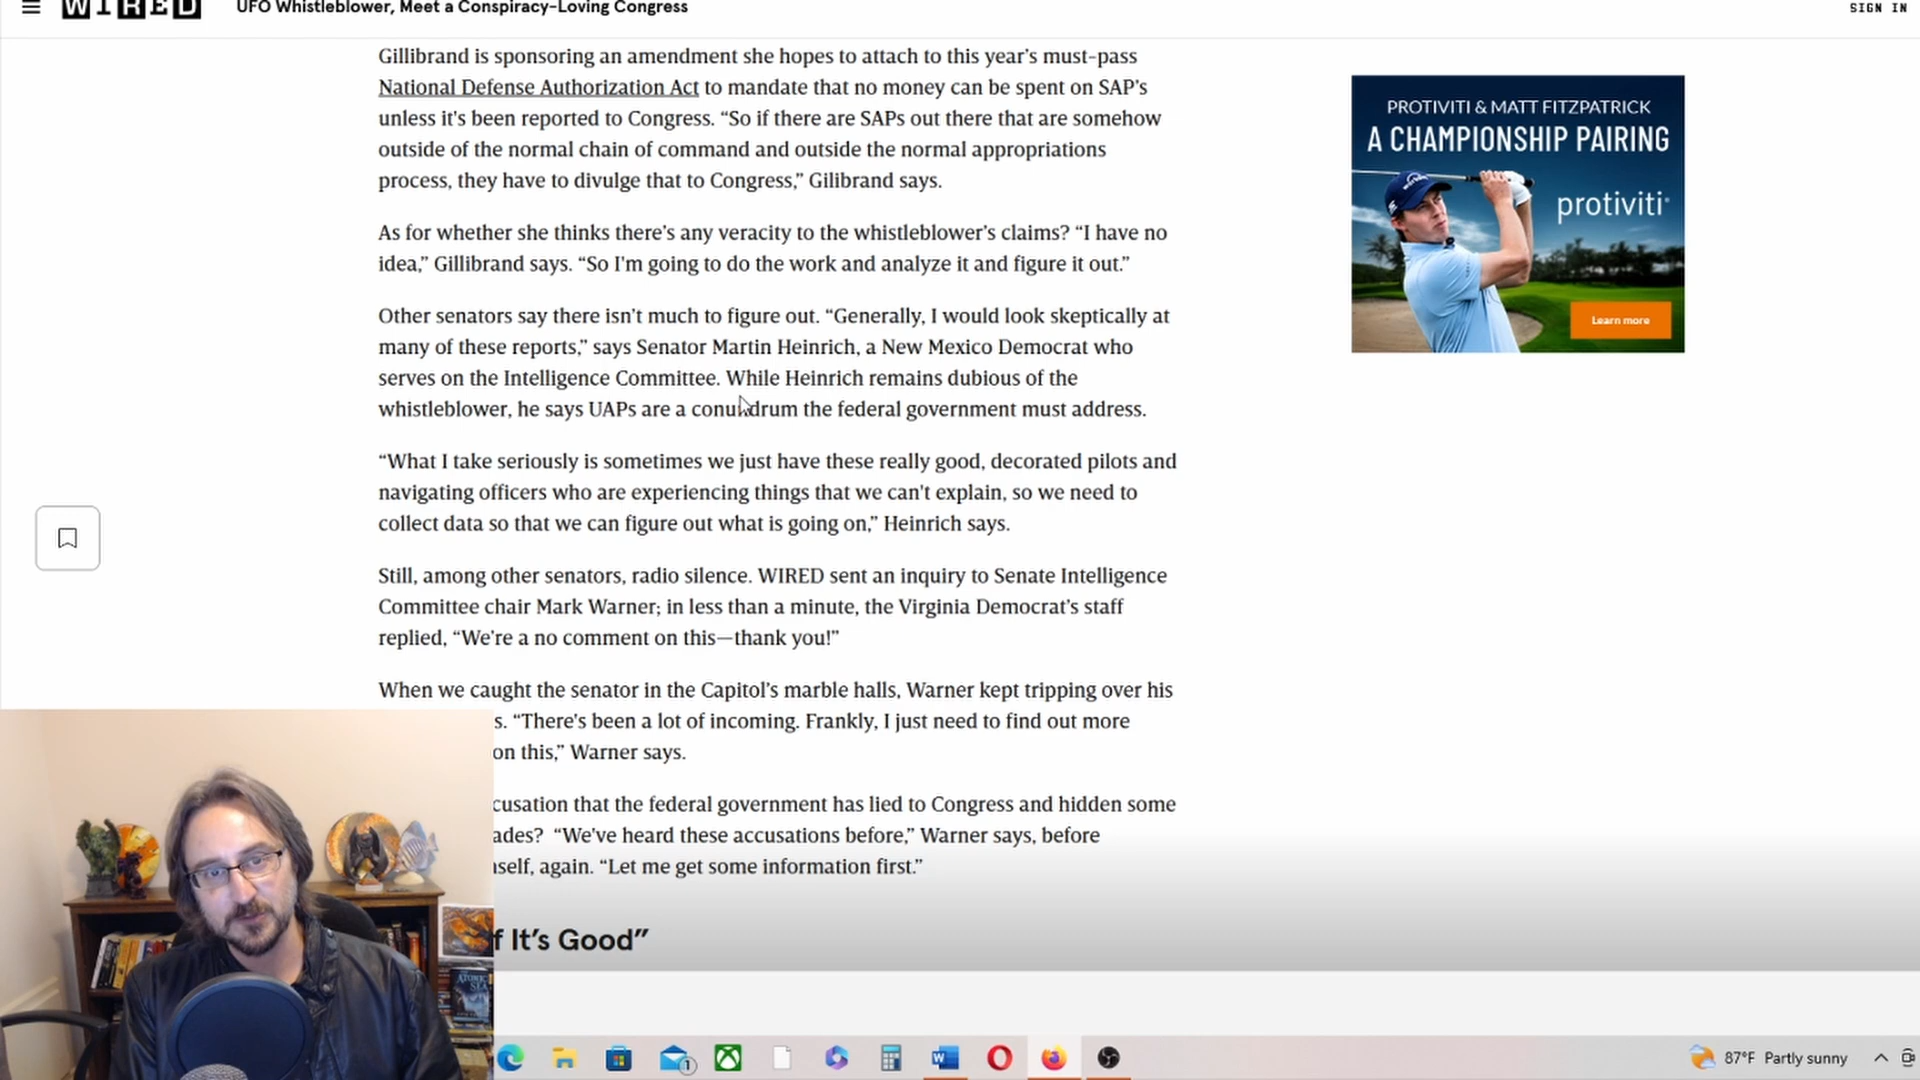 WIRED
UFO Whistleblower, Meet a Conspiracy-Loving Congress
SIGN IN
Gillibrand is sponsoring an amendment she hopes to attach to this year's must-pass
National Defense Authorization Act to mandate that no money can be spent on SAP's
unless it's been reported to Congress. “So if there are SAPs out there that are somehow
outside of the normal chain of command and outside the normal appropriations
process, they have to divulge that to Congress,” Gilibrand says.
As for whether she thinks there's any veracity to the whistleblower's claims? “I have no
idea,” Gillibrand says. “So I'm going to do the work and analyze it and figure it out.”
Other senators say there isn't much to figure out. “Generally, I would look skeptically at
many of these reports,” says Senator Martin Heinrich, a New Mexico Democrat who
serves on the Intelligence Committee. While Heinrich remains dubious of the
whistleblower, he says UAPs are a conundrum the federal government must address.
“What I take seriously is sometimes we just have these really good, decorated pilots and
navigating officers who are experiencing things that we can't explain, so we need to
collect data so that we can figure out what is going on,” Heinrich says.
Still, among other senators, radio silence. WIRED sent an inquiry to Senate Intelligence
Committee chair Mark Warner; in less than a minute, the Virginia Democrat's staff
replied, “We're a no comment on this—thank you!”
When we caught the senator in the Capitol's marble halls, Warner kept tripping over his
s. “There's been a lot of incoming. Frankly, I just need to find out more
on this,” Warner says.
cusation that the federal government has lied to Congress and hidden some
ades? “We've heard these accusations before,” Warner says, before
self, again. “Let me get some information first.”
f It's Good”
PROTIVITI & MATT FITZPATRICK
A CHAMPIONSHIP PAIRING
protiviti
Learn more
ATOMIC
SEA
1
87°F Partly sunny